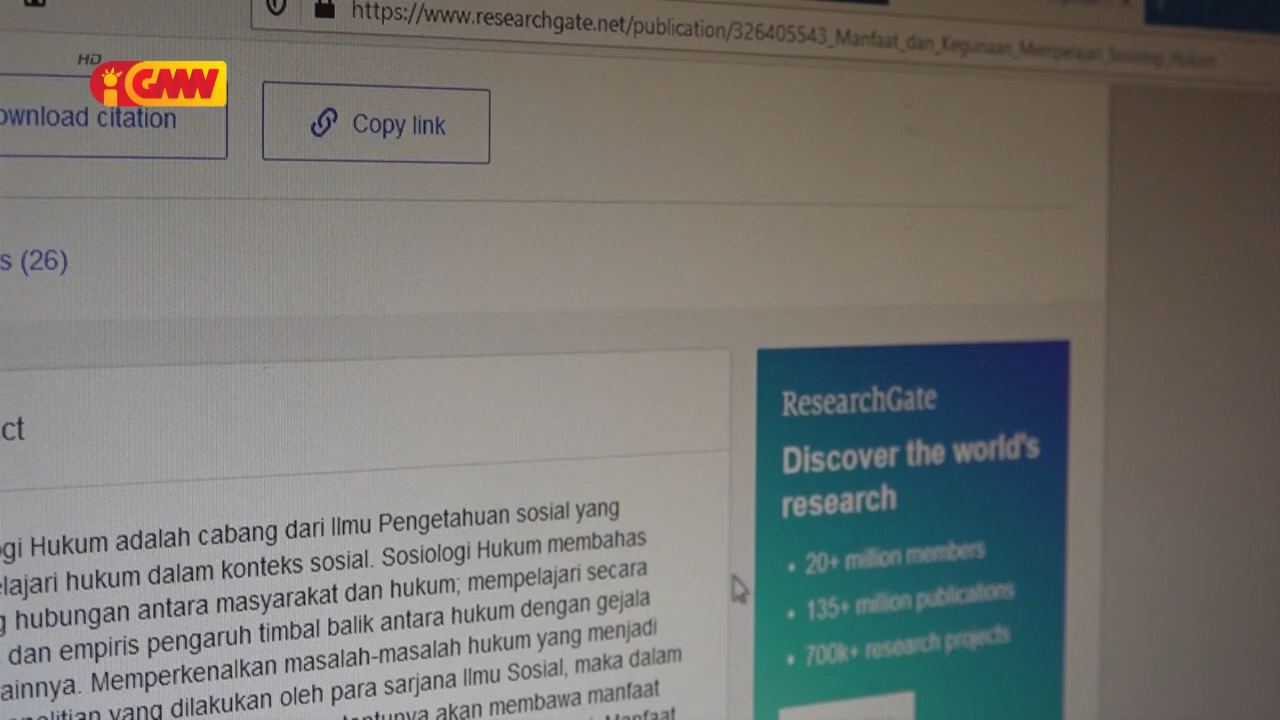 https://www.researchgate.net/publication/326405543_Manfaat_dan_Kegunaan_Mempelajari_Sosiologi_Hukum
HD
iGMW
ownload citation
Copy link
s (26)
ct
ResearchGate
Discover the world's
research
• 20+ million members
• 135+ million publications
• 700k+ research projects
ogi Hukum adalah cabang dari Ilmu Pengetahuan sosial yang
elajari hukum dalam konteks sosial. Sosiologi Hukum membahas
g hubungan antara masyarakat dan hukum; mempelajari secara
dan empiris pengaruh timbal balik antara hukum dengan gejala
ainnya. Memperkenalkan masalah-masalah hukum yang menjadi
nelitian yang dilakukan oleh para sarjana Ilmu Sosial, maka dalam
tentunya akan membawa manfaat
Manfaat